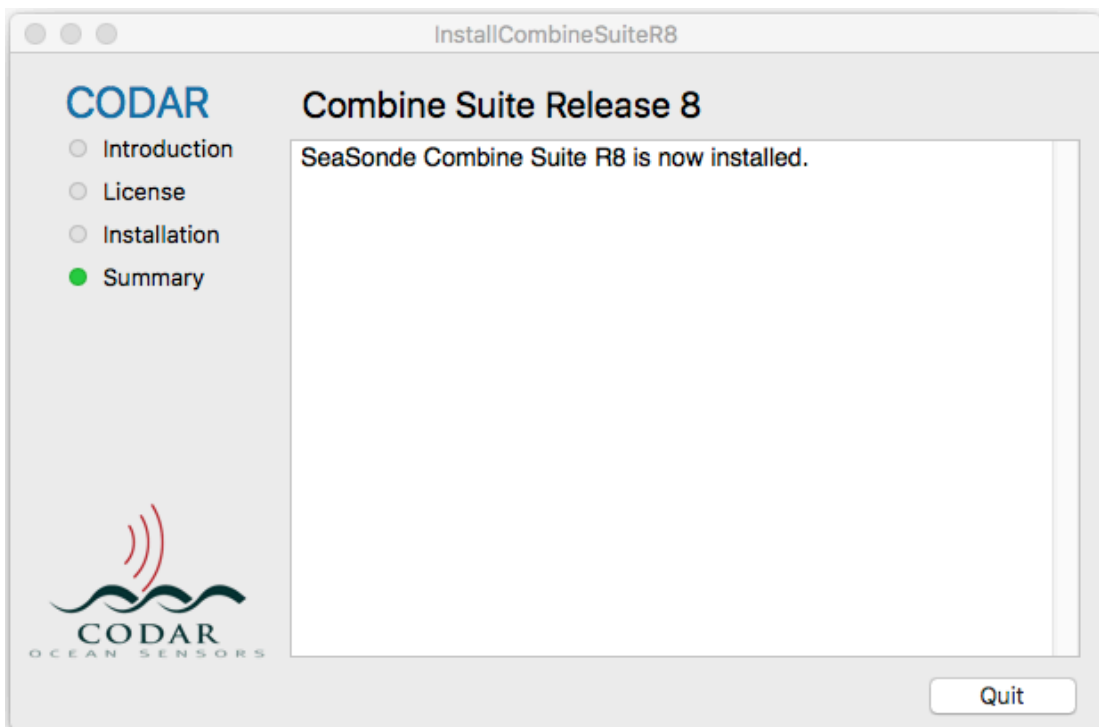 InstallCombineSuiteR8
CODAR
Introduction
License
Installation
Summary
Combine Suite Release 8
SeaSonde Combine Suite R8 is now installed.
CODAR
OCEAN SENSORS
Quit